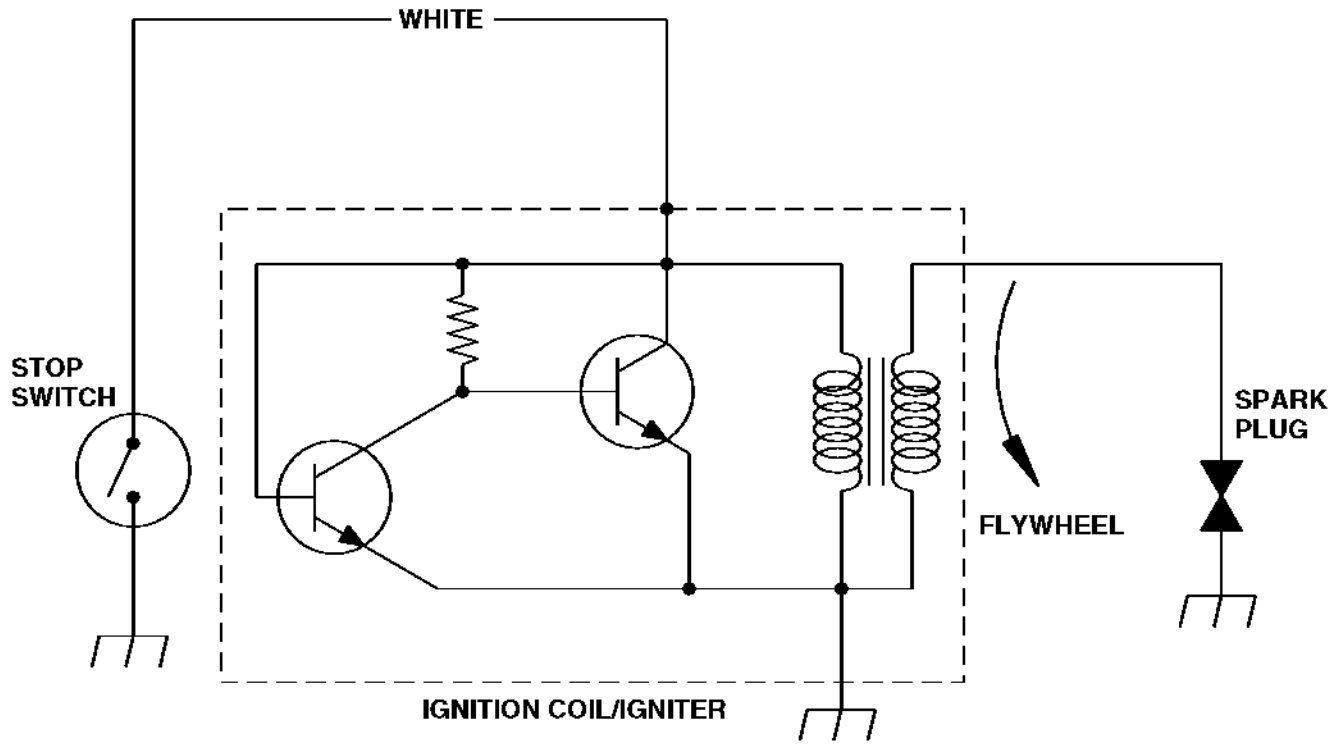 WHITE
STOP
SWITCH
SPARK
PLUG
FLYWHEEL
IGNITION COIL/IGNITER